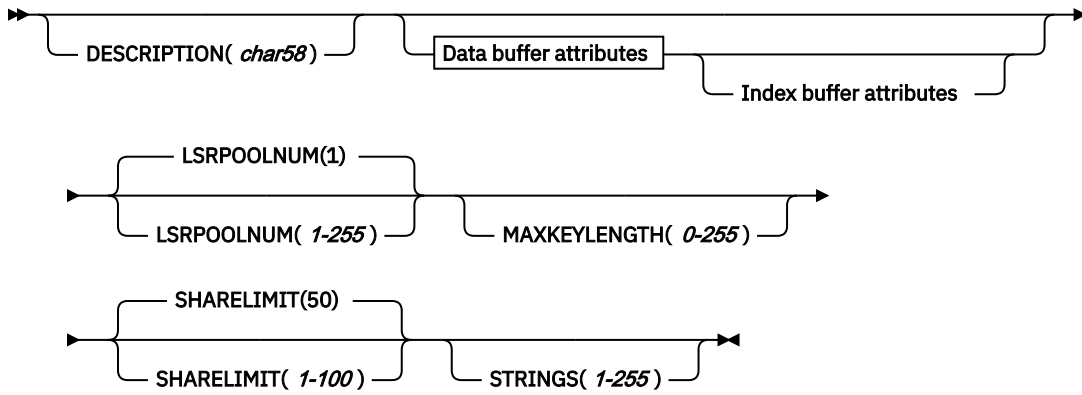 DESCRIPTION( char58 )
Data buffer attributes
Index buffer attributes
LSRPOOLNUM(1)
LSRPOOLNUM( 1-255 )
MAXKEYLENGTH( 0-255 )
SHARELIMIT(50)
SHARELIMIT( 1-100 )
STRINGS( 1-255 )